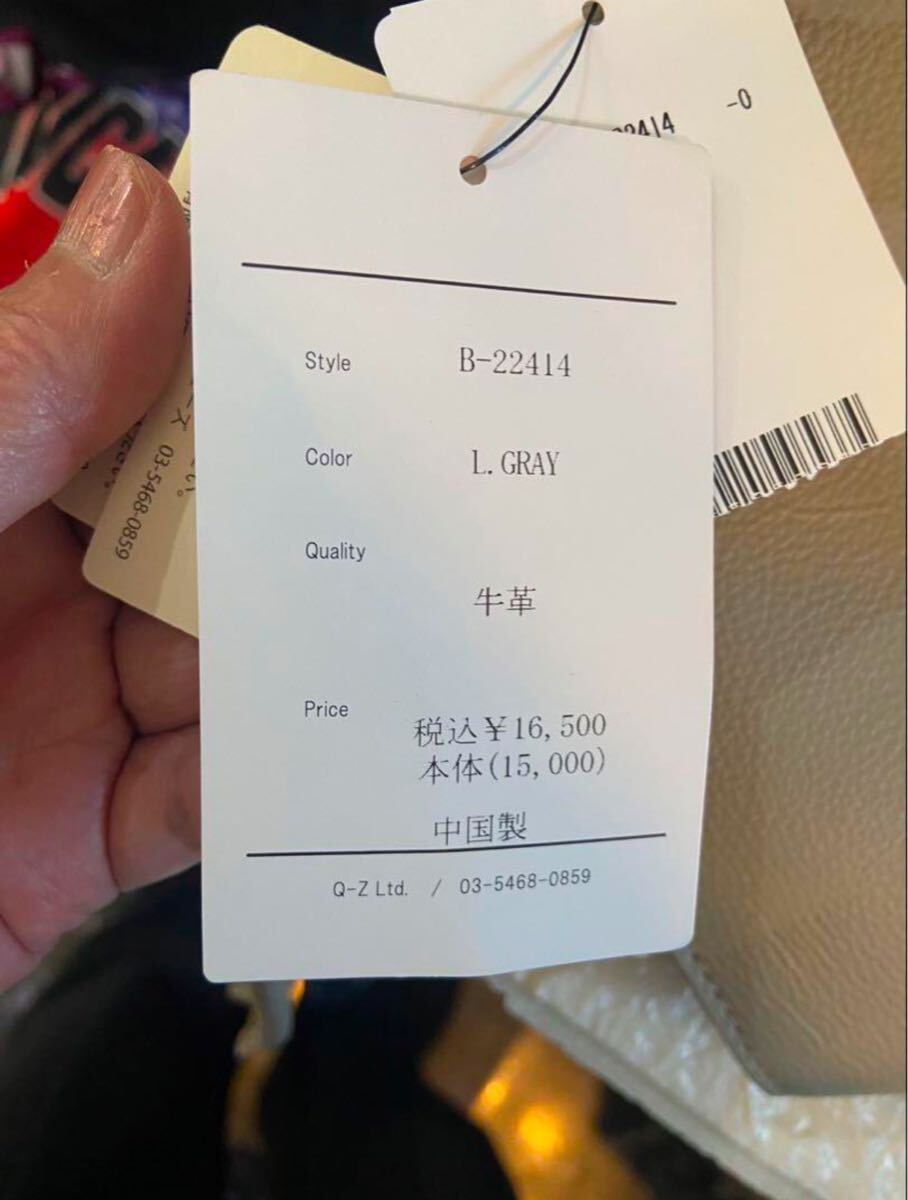 22414
-0
Style B-22414
Color L.GRAY
Quality
牛革
Price
税込¥16,500
本体(15,000)
中国製
Q-Z Ltd. / 03-5468-0859
03-5468-0859